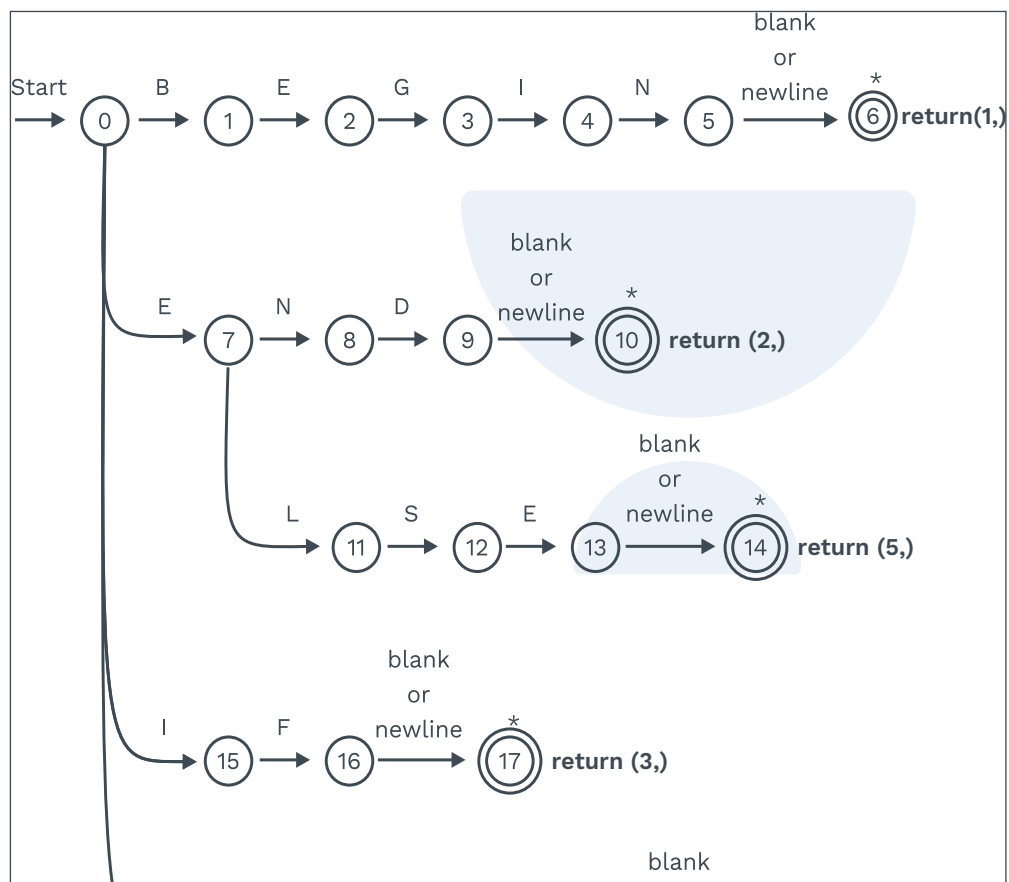 blank
or
newline
Start B E G I N *
0 1 2 3 4 5 6 return(1,)
blank
or
newline
E N D *
7 8 9 10 return (2,)
blank
or
newline
L S E *
11 12 13 14 return (5,)
blank
or
newline
I F *
15 16 17 return (3,)
blank